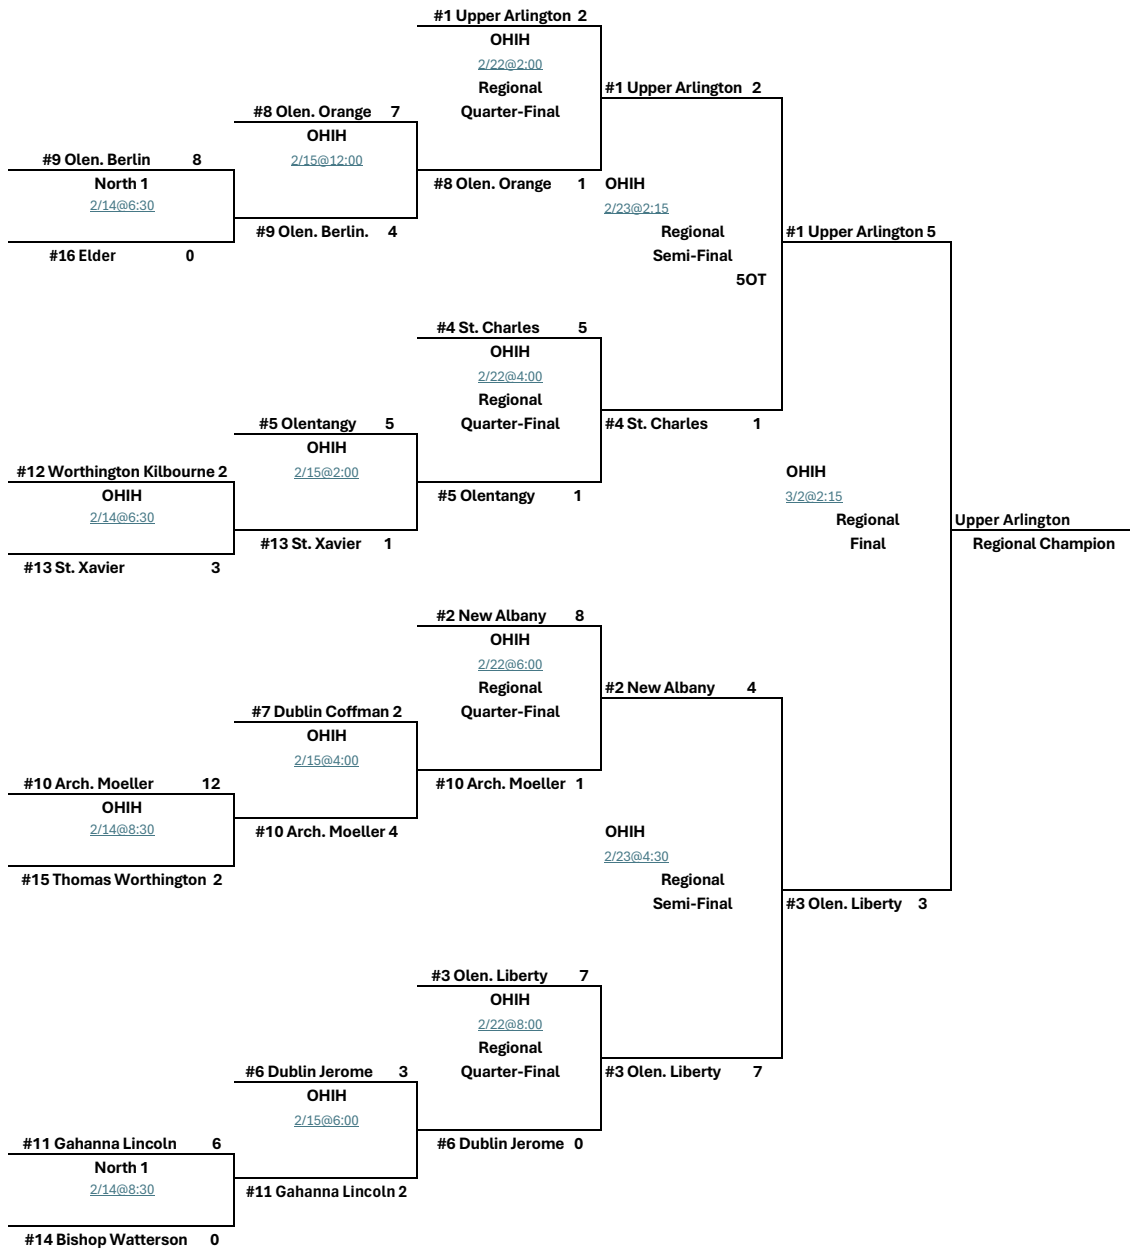 #1 Upper Arlington 2
OHIH
2/22@2:00
Regional
Quarter-Final
#1 Upper Arlington 2
#8 Olen. Orange 7
OHIH
2/15@12:00
#9 Olen. Berlin 8
North 1
2/14@6:30
#8 Olen. Orange 1
OHIH
2/23@2:15
Regional
Semi-Final
5OT
#9 Olen. Berlin. 4
#1 Upper Arlington 5
#16 Elder 0
#4 St. Charles 5
OHIH
2/22@4:00
Regional
Quarter-Final
#4 St. Charles 1
#5 Olentangy 5
OHIH
2/15@2:00
#12 Worthington Kilbourne 2
OHIH
2/14@6:30
#5 Olentangy 1
OHIH
3/2@2:15
Regional
Final
Upper Arlington
Regional Champion
#13 St. Xavier 1
#13 St. Xavier 3
#2 New Albany 8
OHIH
2/22@6:00
Regional
Quarter-Final
#2 New Albany 4
#7 Dublin Coffman 2
OHIH
2/15@4:00
#10 Arch. Moeller 12
OHIH
2/14@8:30
#10 Arch. Moeller 1
#10 Arch. Moeller 4
OHIH
2/23@4:30
Regional
Semi-Final
#15 Thomas Worthington 2
#3 Olen. Liberty 3
#3 Olen. Liberty 7
OHIH
2/22@8:00
Regional
Quarter-Final
#3 Olen. Liberty 7
#6 Dublin Jerome 3
OHIH
2/15@6:00
#11 Gahanna Lincoln 6
North 1
2/14@8:30
#6 Dublin Jerome 0
#11 Gahanna Lincoln 2
#14 Bishop Watterson 0